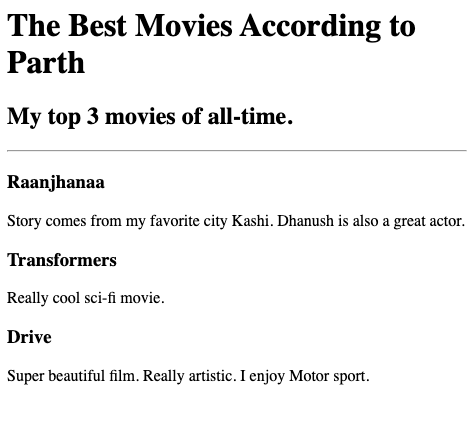 The Best Movies According to
Parth
My top 3 movies of all-time.
Raanjhanaa
Story comes from my favorite city Kashi. Dhanush is also a great actor.
Transformers
Really cool sci-fi movie.
Drive
Super beautiful film. Really artistic. I enjoy Motor sport.